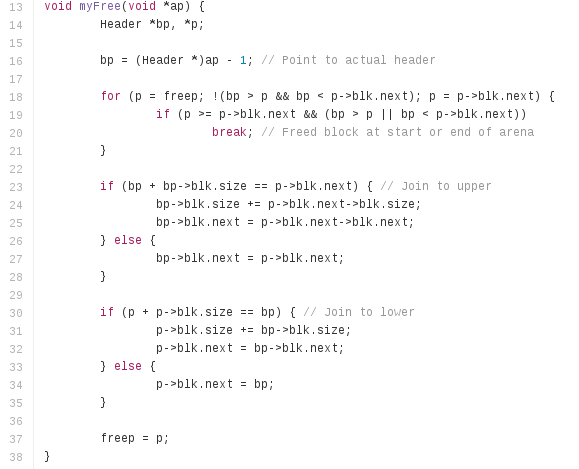 13 void myFree(void *ap) {
14         Header *bp, *p;
15
16         bp = (Header *)ap - 1; // Point to actual header
17
18         for (p = freep; !(bp > p && bp < p->blk.next); p = p->blk.next) {
19                 if (p >= p->blk.next && (bp > p || bp < p->blk.next))
20                         break; // Freed block at start or end of arena
21         }
22
23         if (bp + bp->blk.size == p->blk.next) { // Join to upper
24                 bp->blk.size += p->blk.next->blk.size;
25                 bp->blk.next = p->blk.next->blk.next;
26         } else {
27                 bp->blk.next = p->blk.next;
28         }
29
30         if (p + p->blk.size == bp) { // Join to lower
31                 p->blk.size += bp->blk.size;
32                 p->blk.next = bp->blk.next;
33         } else {
34                 p->blk.next = bp;
35         }
36
37         freep = p;
38 }